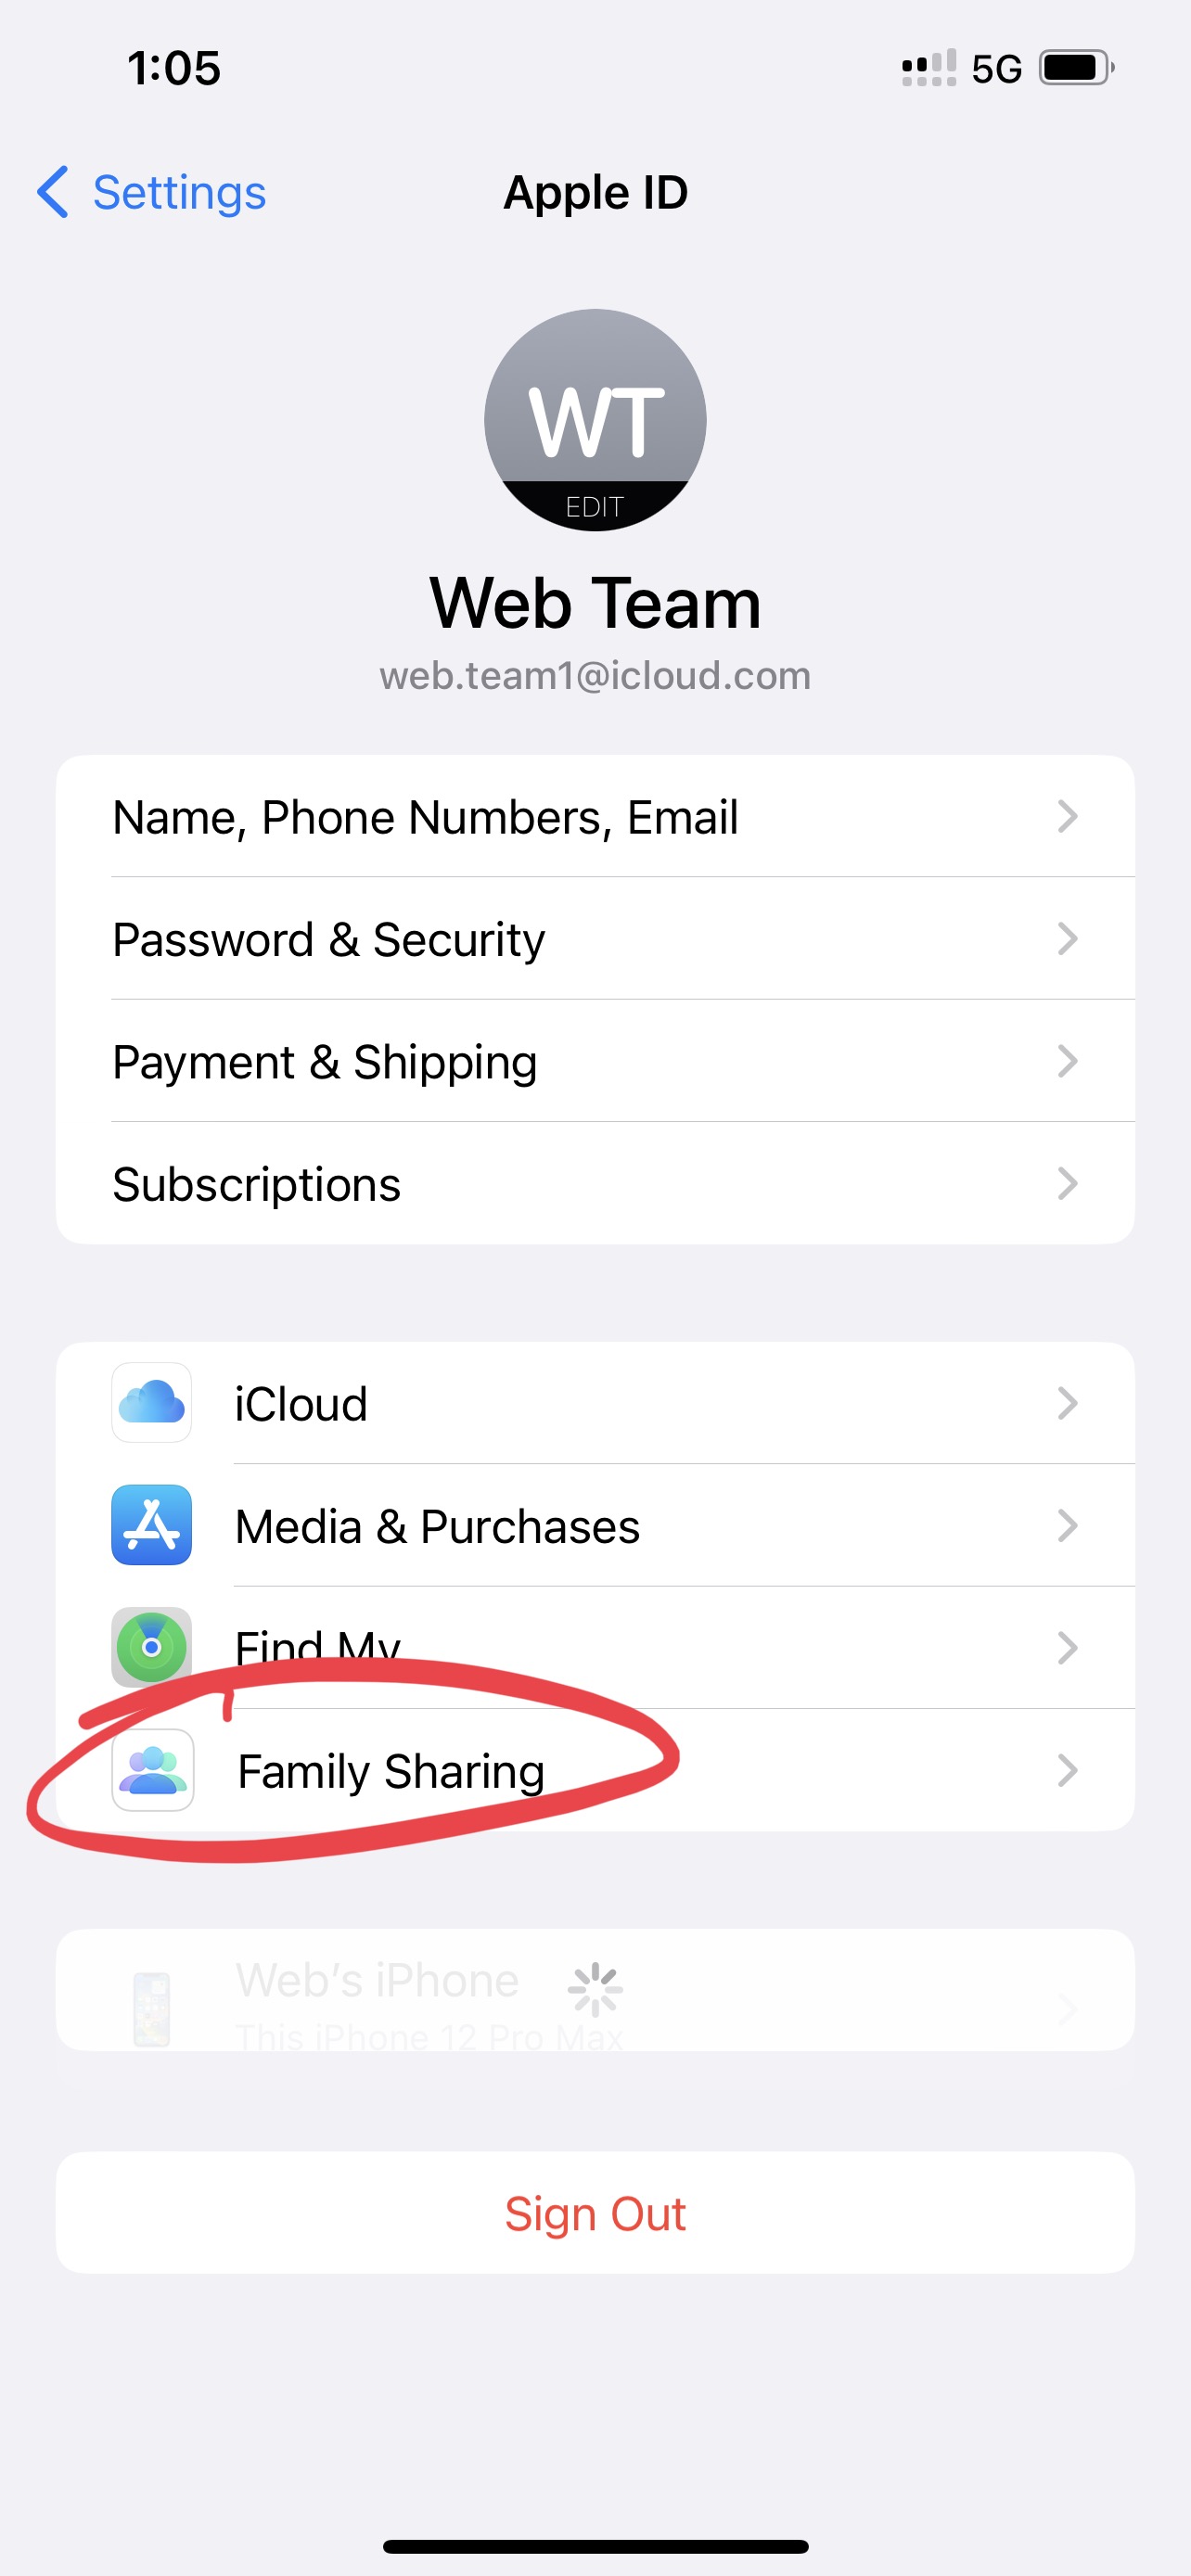 1:05
5G
Settings
Apple ID
WT
EDIT
Web Team
web.team1@icloud.com
Name, Phone Numbers, Email
Password & Security
Payment & Shipping
Subscriptions
iCloud
Media & Purchases
Find My
Family Sharing
Web's iPhone
This iPhone 12 Pro Max
Sign Out